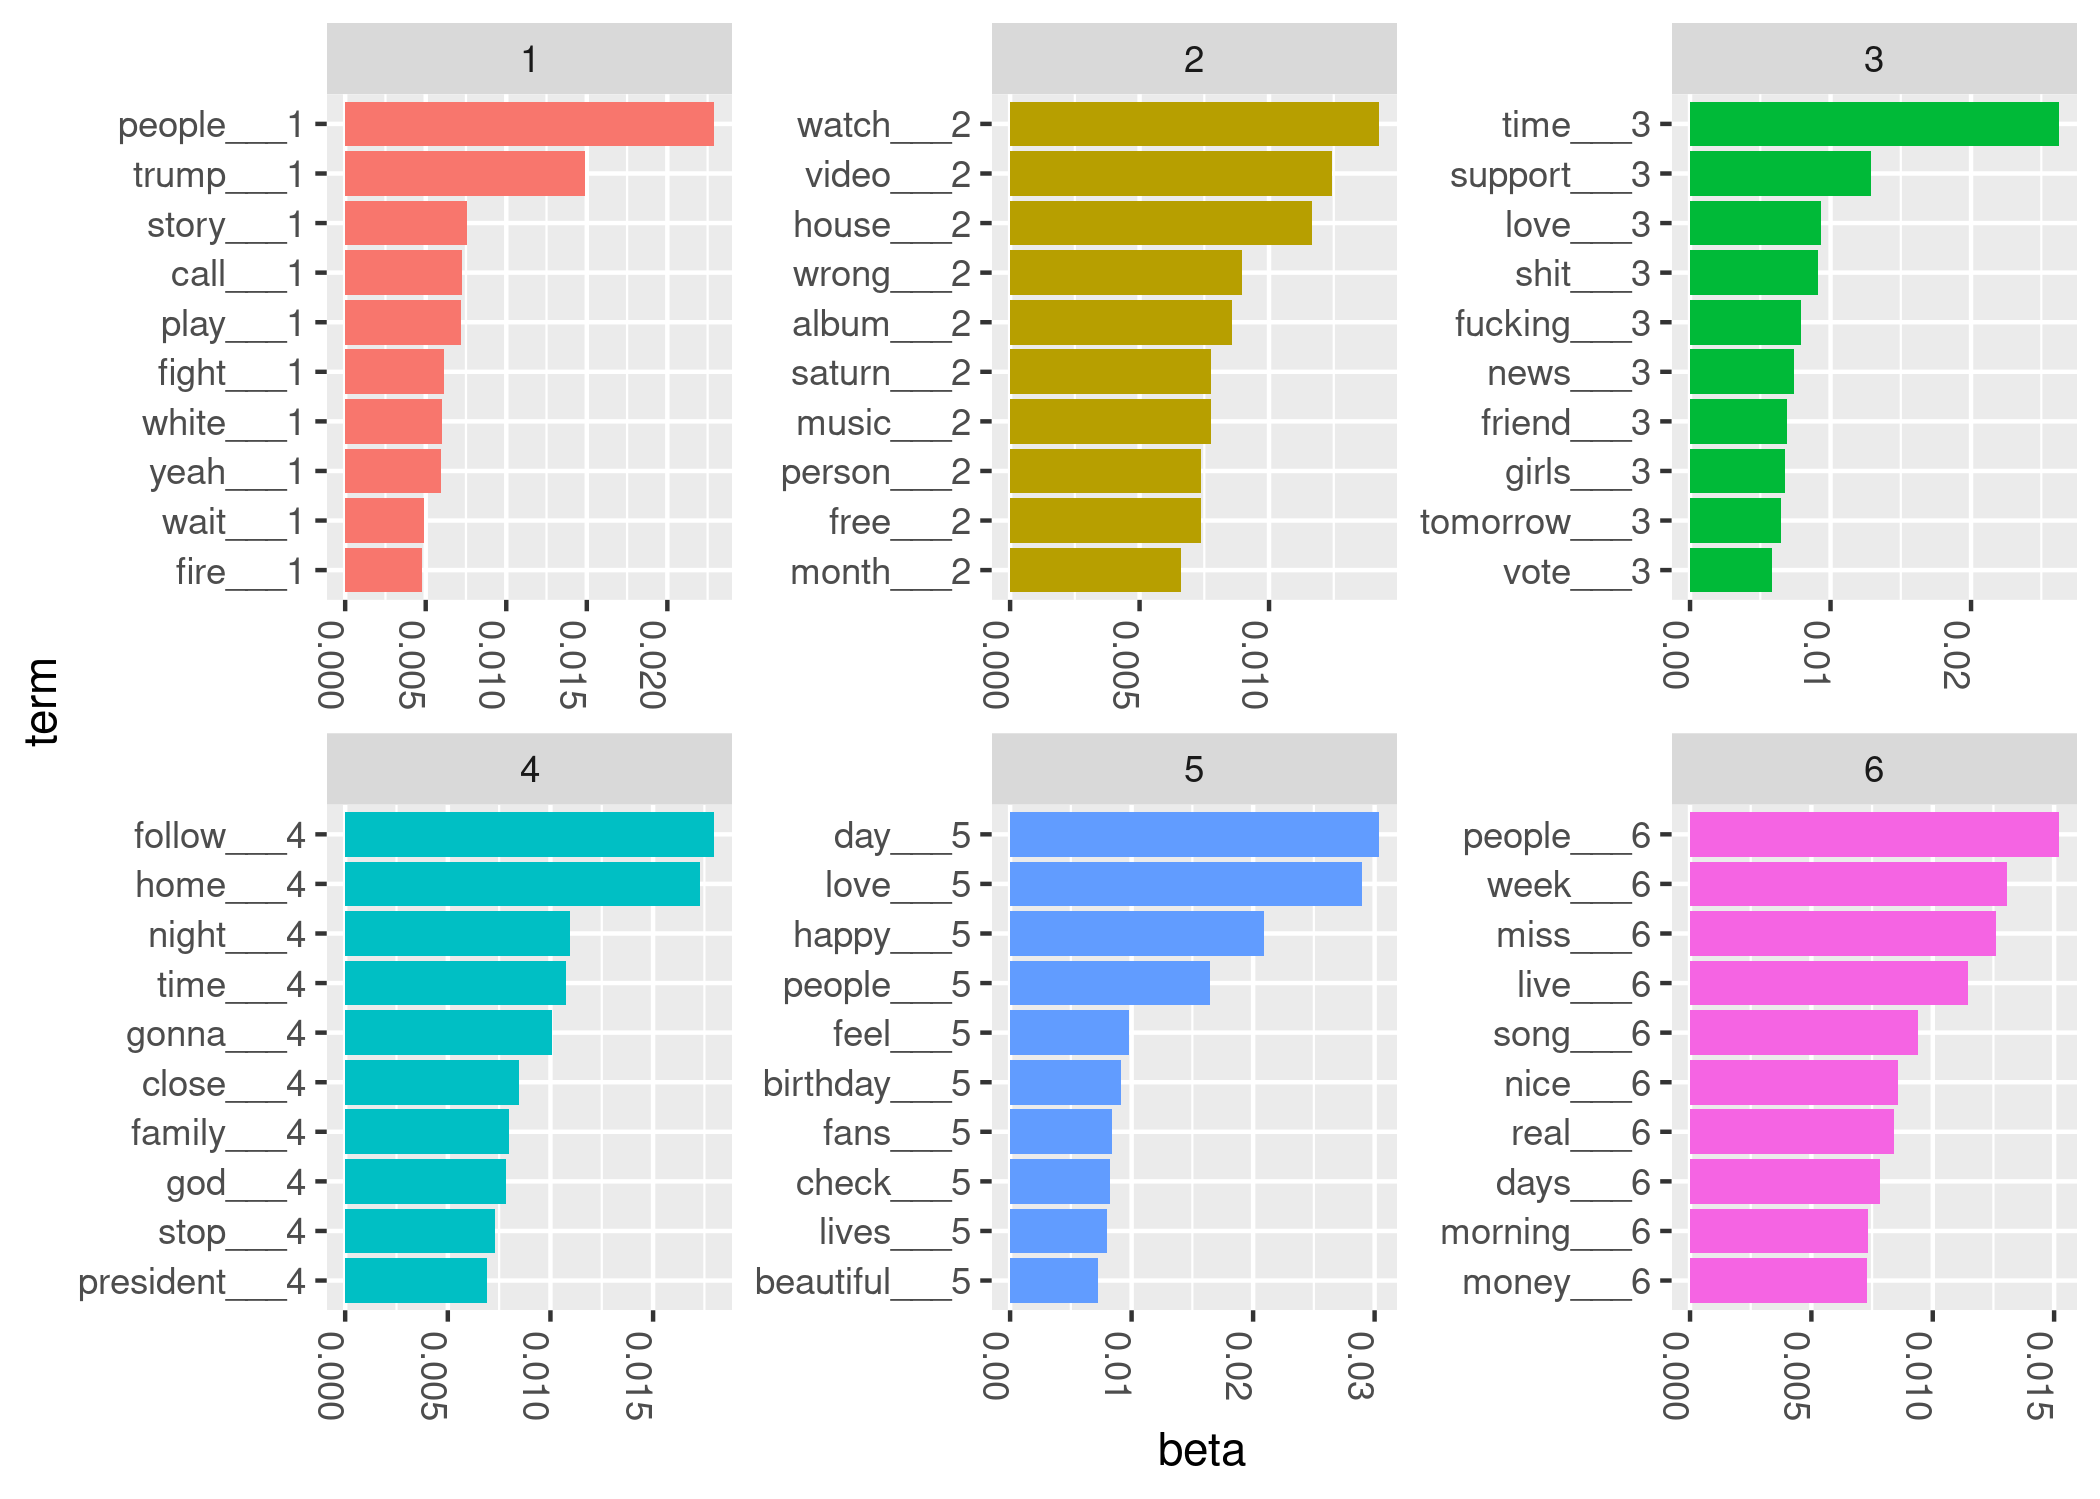 1
people___1
trump___1
story___1
call___1
play___1
fight___1
white___1
yeah___1
wait___1
fire___1
0.000
0.005
0.010
0.015
0.020
2
watch___2
video___2
house___2
wrong___2
album___2
saturn___2
music___2
person___2
free___2
month___2
0.000
0.005
0.010
3
time___3
support___3
love___3
shit___3
fucking___3
news___3
friend___3
girls___3
tomorrow___3
vote___3
0.00
0.01
0.02
term
4
follow___4
home___4
night___4
time___4
gonna___4
close___4
family___4
god___4
stop___4
president___4
0.000
0.005
0.010
0.015
5
day___5
love___5
happy___5
people___5
feel___5
birthday___5
fans___5
check___5
lives___5
beautiful___5
0.00
0.01
0.02
0.03
6
people___6
week___6
miss___6
live___6
song___6
nice___6
real___6
days___6
morning___6
money___6
0.000
0.005
0.010
0.015
beta